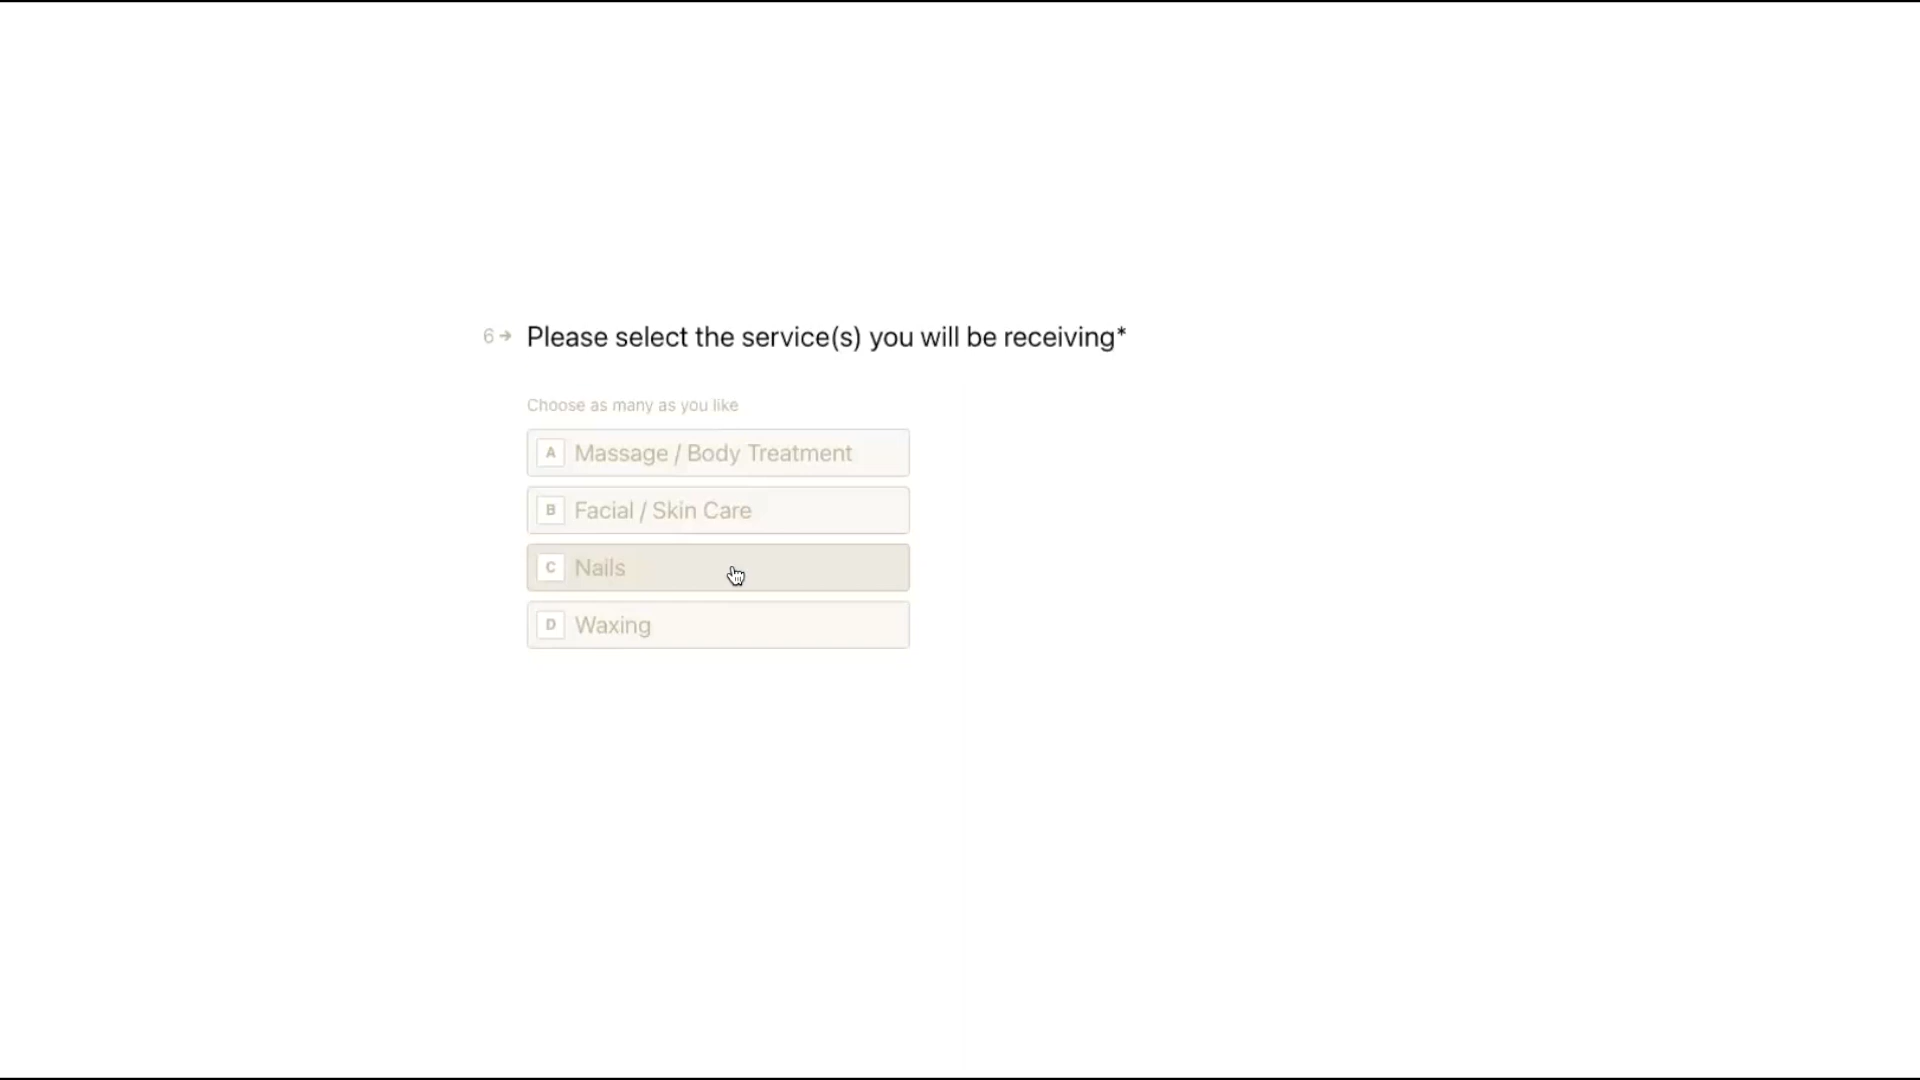 6 → Please select the service(s) you will be receiving*
Choose as many as you like
A Massage / Body Treatment
B Facial / Skin Care
C Nails
D Waxing